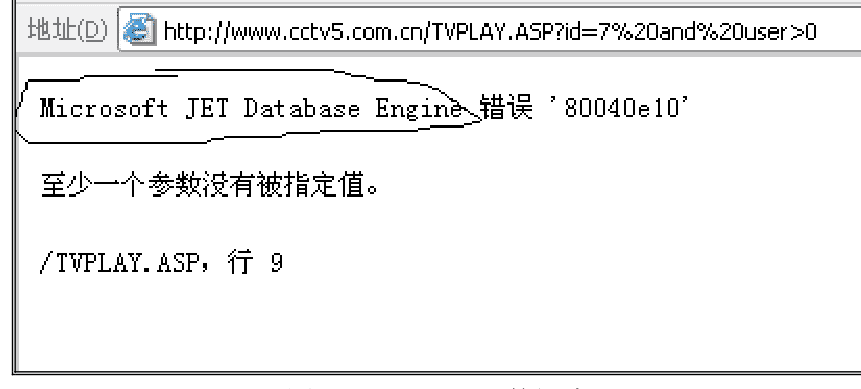 地址(D) http://www.cctv5.com.cn/TVPLAY.ASP?id=7%20and%20user>0
Microsoft JET Database Engine 错误 '80040e10'
至少一个参数没有被指定值。
/TVPLAY.ASP，行 9